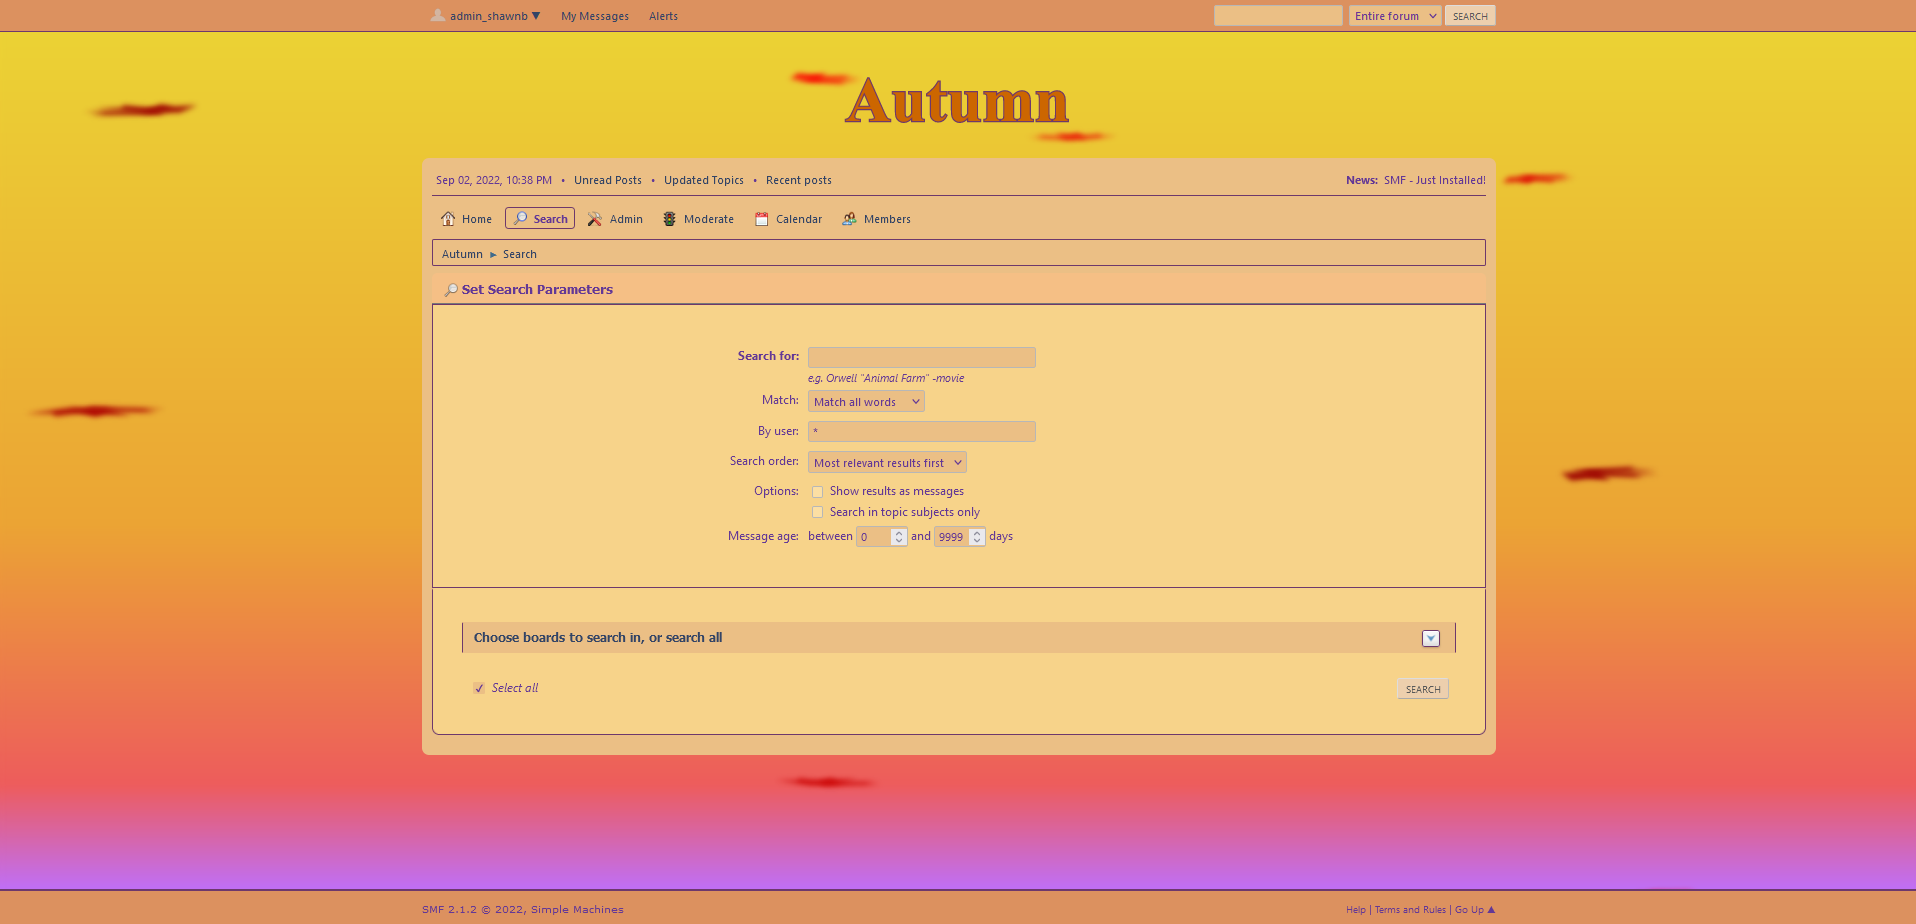 admin_shawnb ▼ My Messages Alerts Entire forum SEARCH
Autumn
Sep 02, 2022, 10:38 PM • Unread Posts • Updated Topics • Recent posts News: SMF - Just Installed!
Home Search Admin Moderate Calendar Members
Autumn ► Search
Set Search Parameters
Search for:
e.g. Orwell "Animal Farm" -movie
Match: Match all words
By user: *
Search order: Most relevant results first
Options: Show results as messages
Search in topic subjects only
Message age: between 0 and 9999 days
Choose boards to search in, or search all
Select all SEARCH
SMF 2.1.2 © 2022, Simple Machines Help | Terms and Rules | Go Up ▲